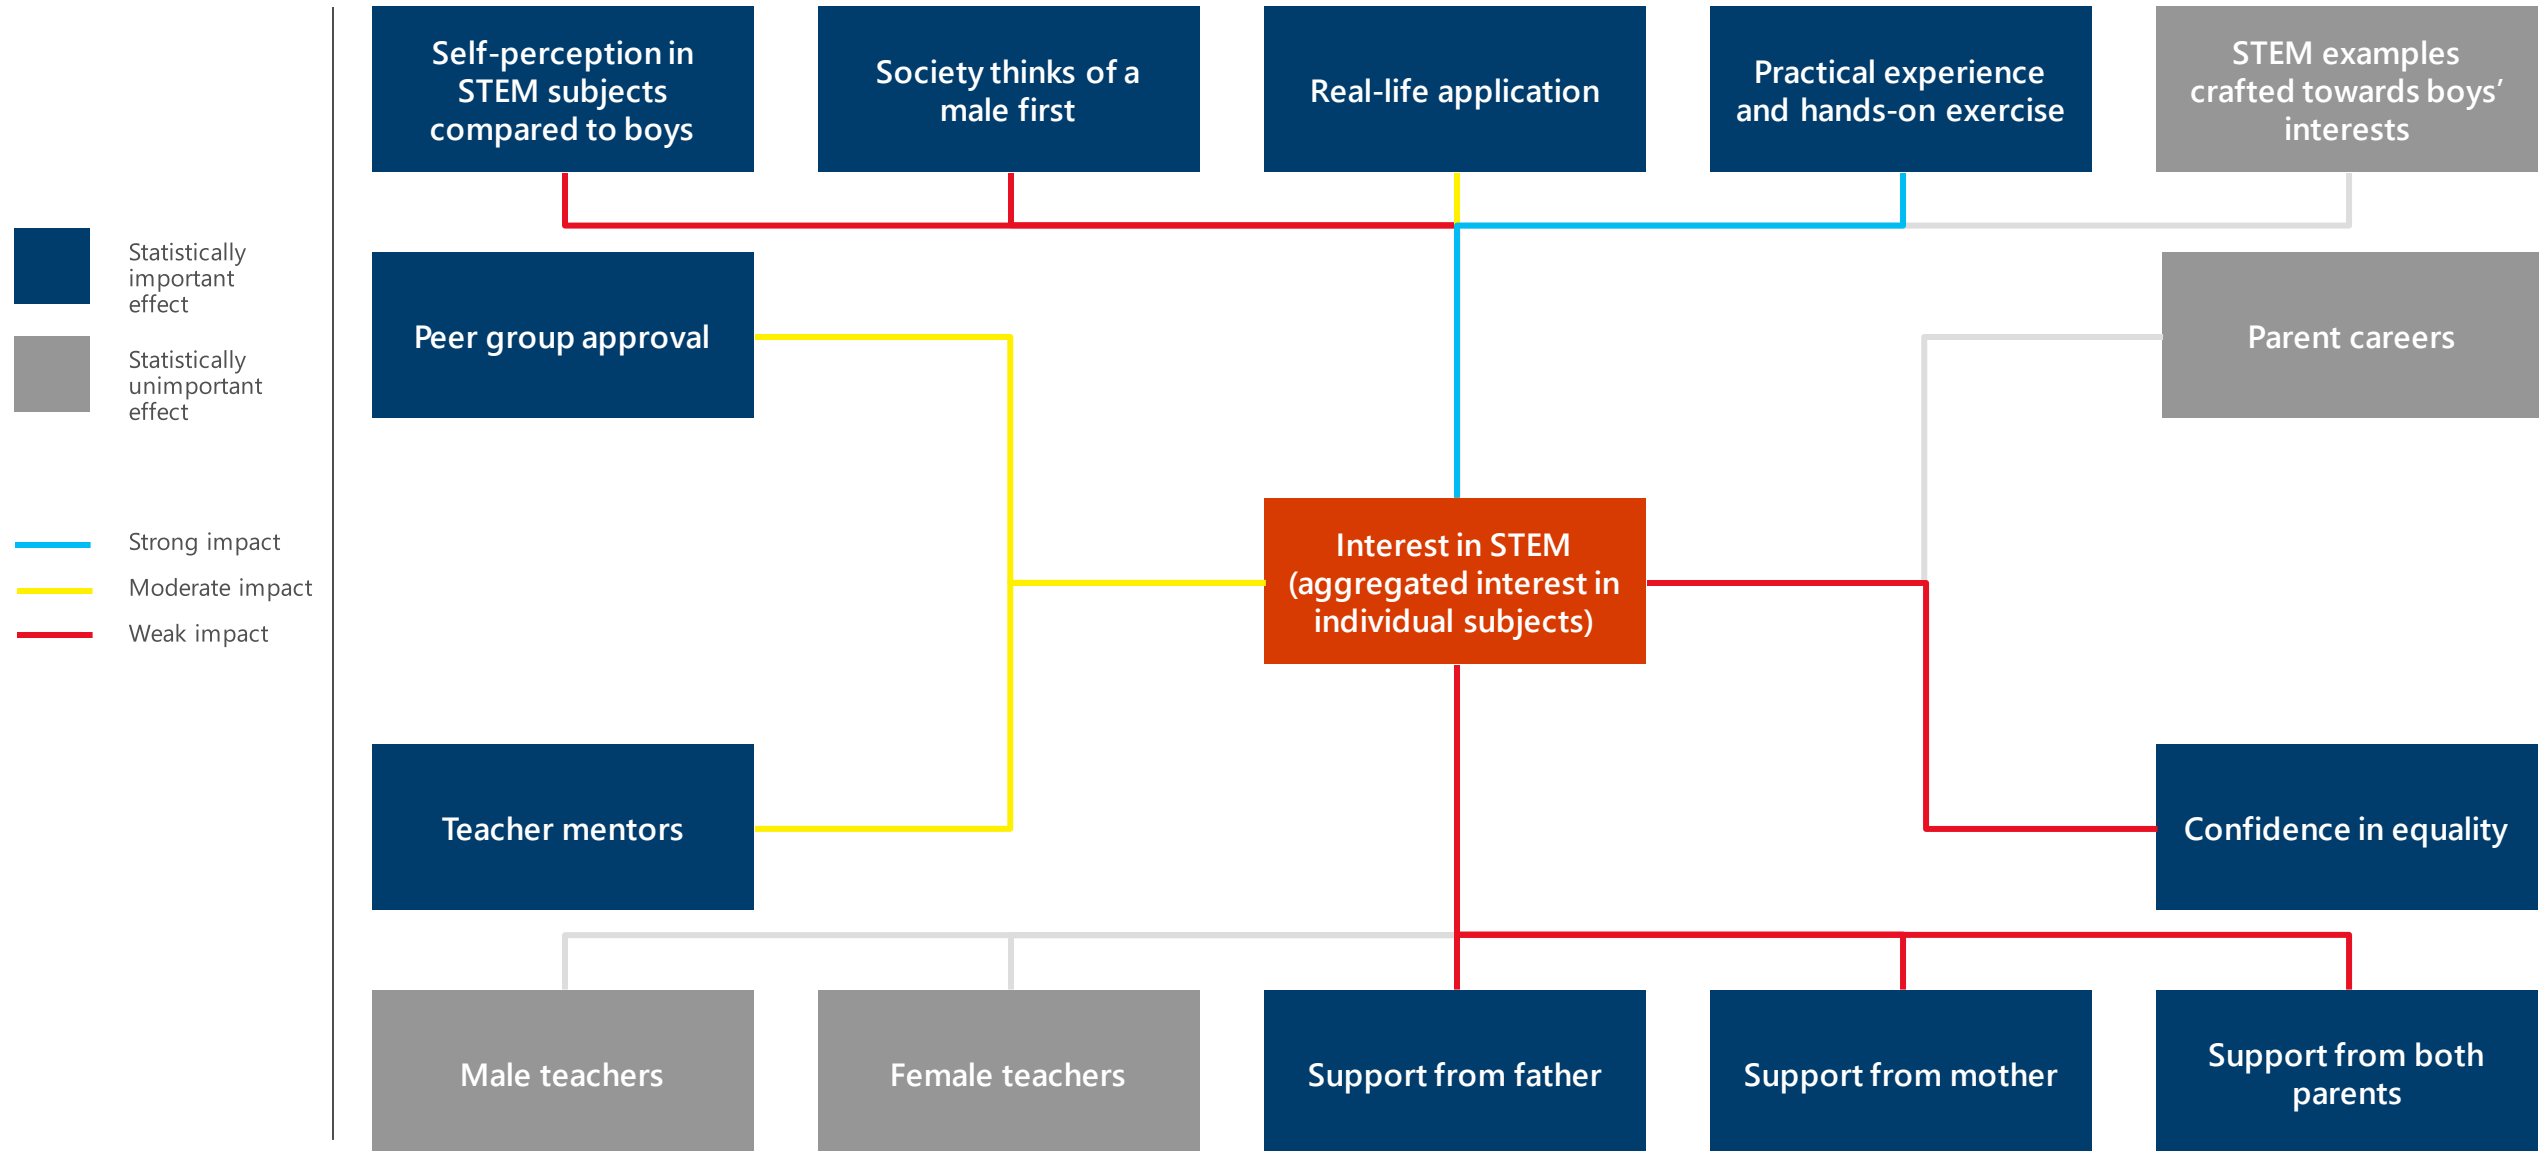 Statistically
important
effect
Statistically
unimportant
effect
Strong impact
Moderate impact
Weak impact
Self-perception in
STEM subjects
compared to boys
Society thinks of a
male first
Real-life application
Practical experience
and hands-on exercise
STEM examples
crafted towards boys’
interests
Peer group approval
Parent careers
Interest in STEM
(aggregated interest in
individual subjects)
Teacher mentors
Confidence in equality
Male teachers
Female teachers
Support from father
Support from mother
Support from both
parents